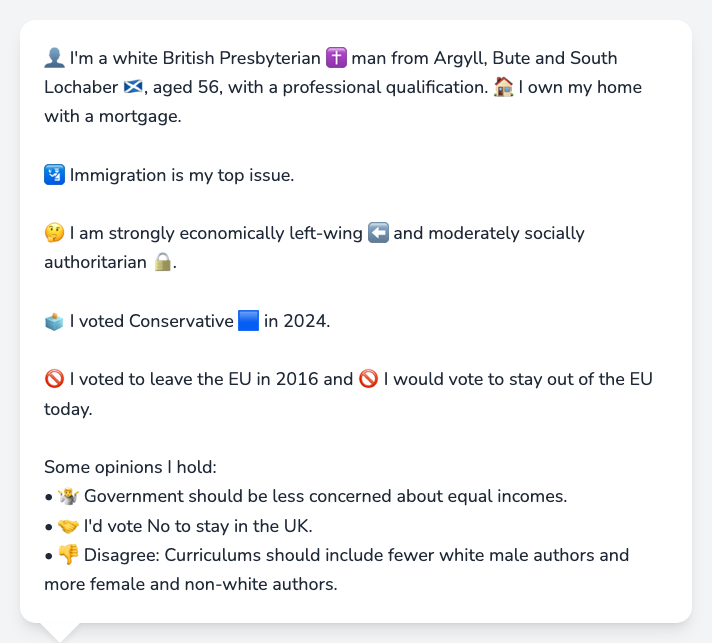 👤 I'm a white British Presbyterian ✝️ man from Argyll, Bute and South
Lochaber 🏴󠁧󠁢󠁳󠁣󠁴󠁿, aged 56, with a professional qualification. 🏠 I own my home
with a mortgage.
🛂 Immigration is my top issue.
🤔 I am strongly economically left-wing ⬅️ and moderately socially
authoritarian 🔒.
🗳️ I voted Conservative 🟦 in 2024.
🚫 I voted to leave the EU in 2016 and 🚫 I would vote to stay out of the EU
today.
Some opinions I hold:
• 🤷 Government should be less concerned about equal incomes.
• 🤝 I'd vote No to stay in the UK.
• 👎 Disagree: Curriculums should include fewer white male authors and
more female and non-white authors.